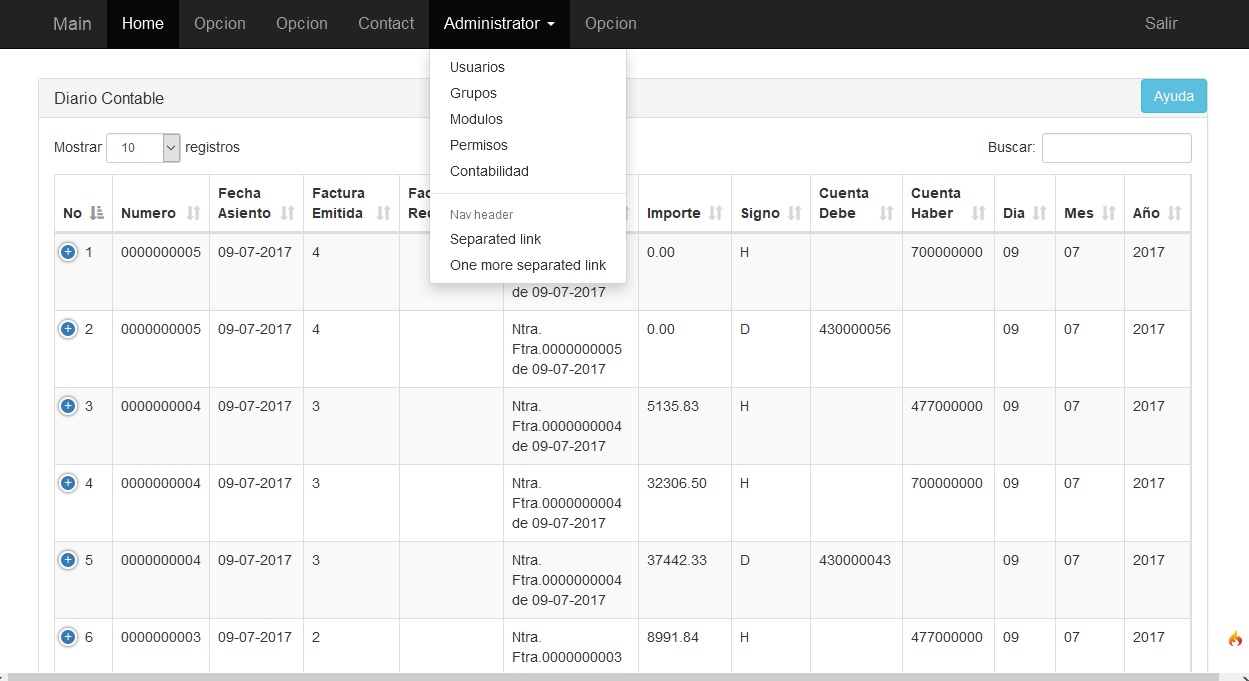 Main Home Opcion Opcion Contact Administrator Opcion Salir
Usuarios
Grupos
Modulos
Permisos
Contabilidad
Nav header
Separated link
One more separated link
Diario Contable Ayuda
Mostrar 10 registros Buscar:
Fecha Factura Cuenta Cuenta
No Numero Asiento Emitida Importe Signo Debe Haber Dia Mes Año
1 0000000005 09-07-2017 4 0.00 H 700000000 09 07 2017
de 09-07-2017
2 0000000005 09-07-2017 4 Ntra. 0.00 D 430000056 09 07 2017
Ftra.0000000005
de 09-07-2017
3 0000000004 09-07-2017 3 Ntra. 5135.83 H 477000000 09 07 2017
Ftra.0000000004
de 09-07-2017
4 0000000004 09-07-2017 3 Ntra. 32306.50 H 700000000 09 07 2017
Ftra.0000000004
de 09-07-2017
5 0000000004 09-07-2017 3 Ntra. 37442.33 D 430000043 09 07 2017
Ftra.0000000004
de 09-07-2017
6 0000000003 09-07-2017 2 Ntra. 8991.84 H 477000000 09 07 2017
Ftra.0000000003